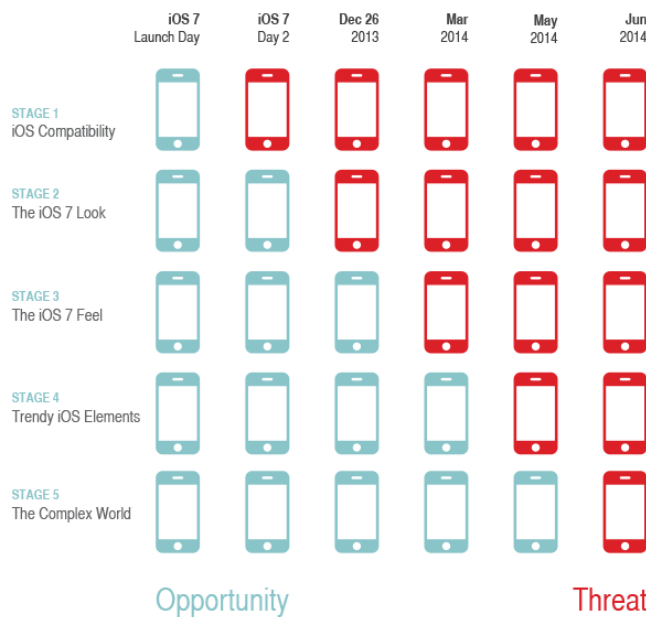 iOS 7 iOS 7 Dec 26 Mar May Jun
Launch Day Day 2 2013 2014 2014 2014
STAGE 1
iOS Compatibility
STAGE 2
The iOS 7 Look
STAGE 3
The iOS 7 Feel
STAGE 4
Trendy iOS Elements
STAGE 5
The Complex World
Opportunity Threat